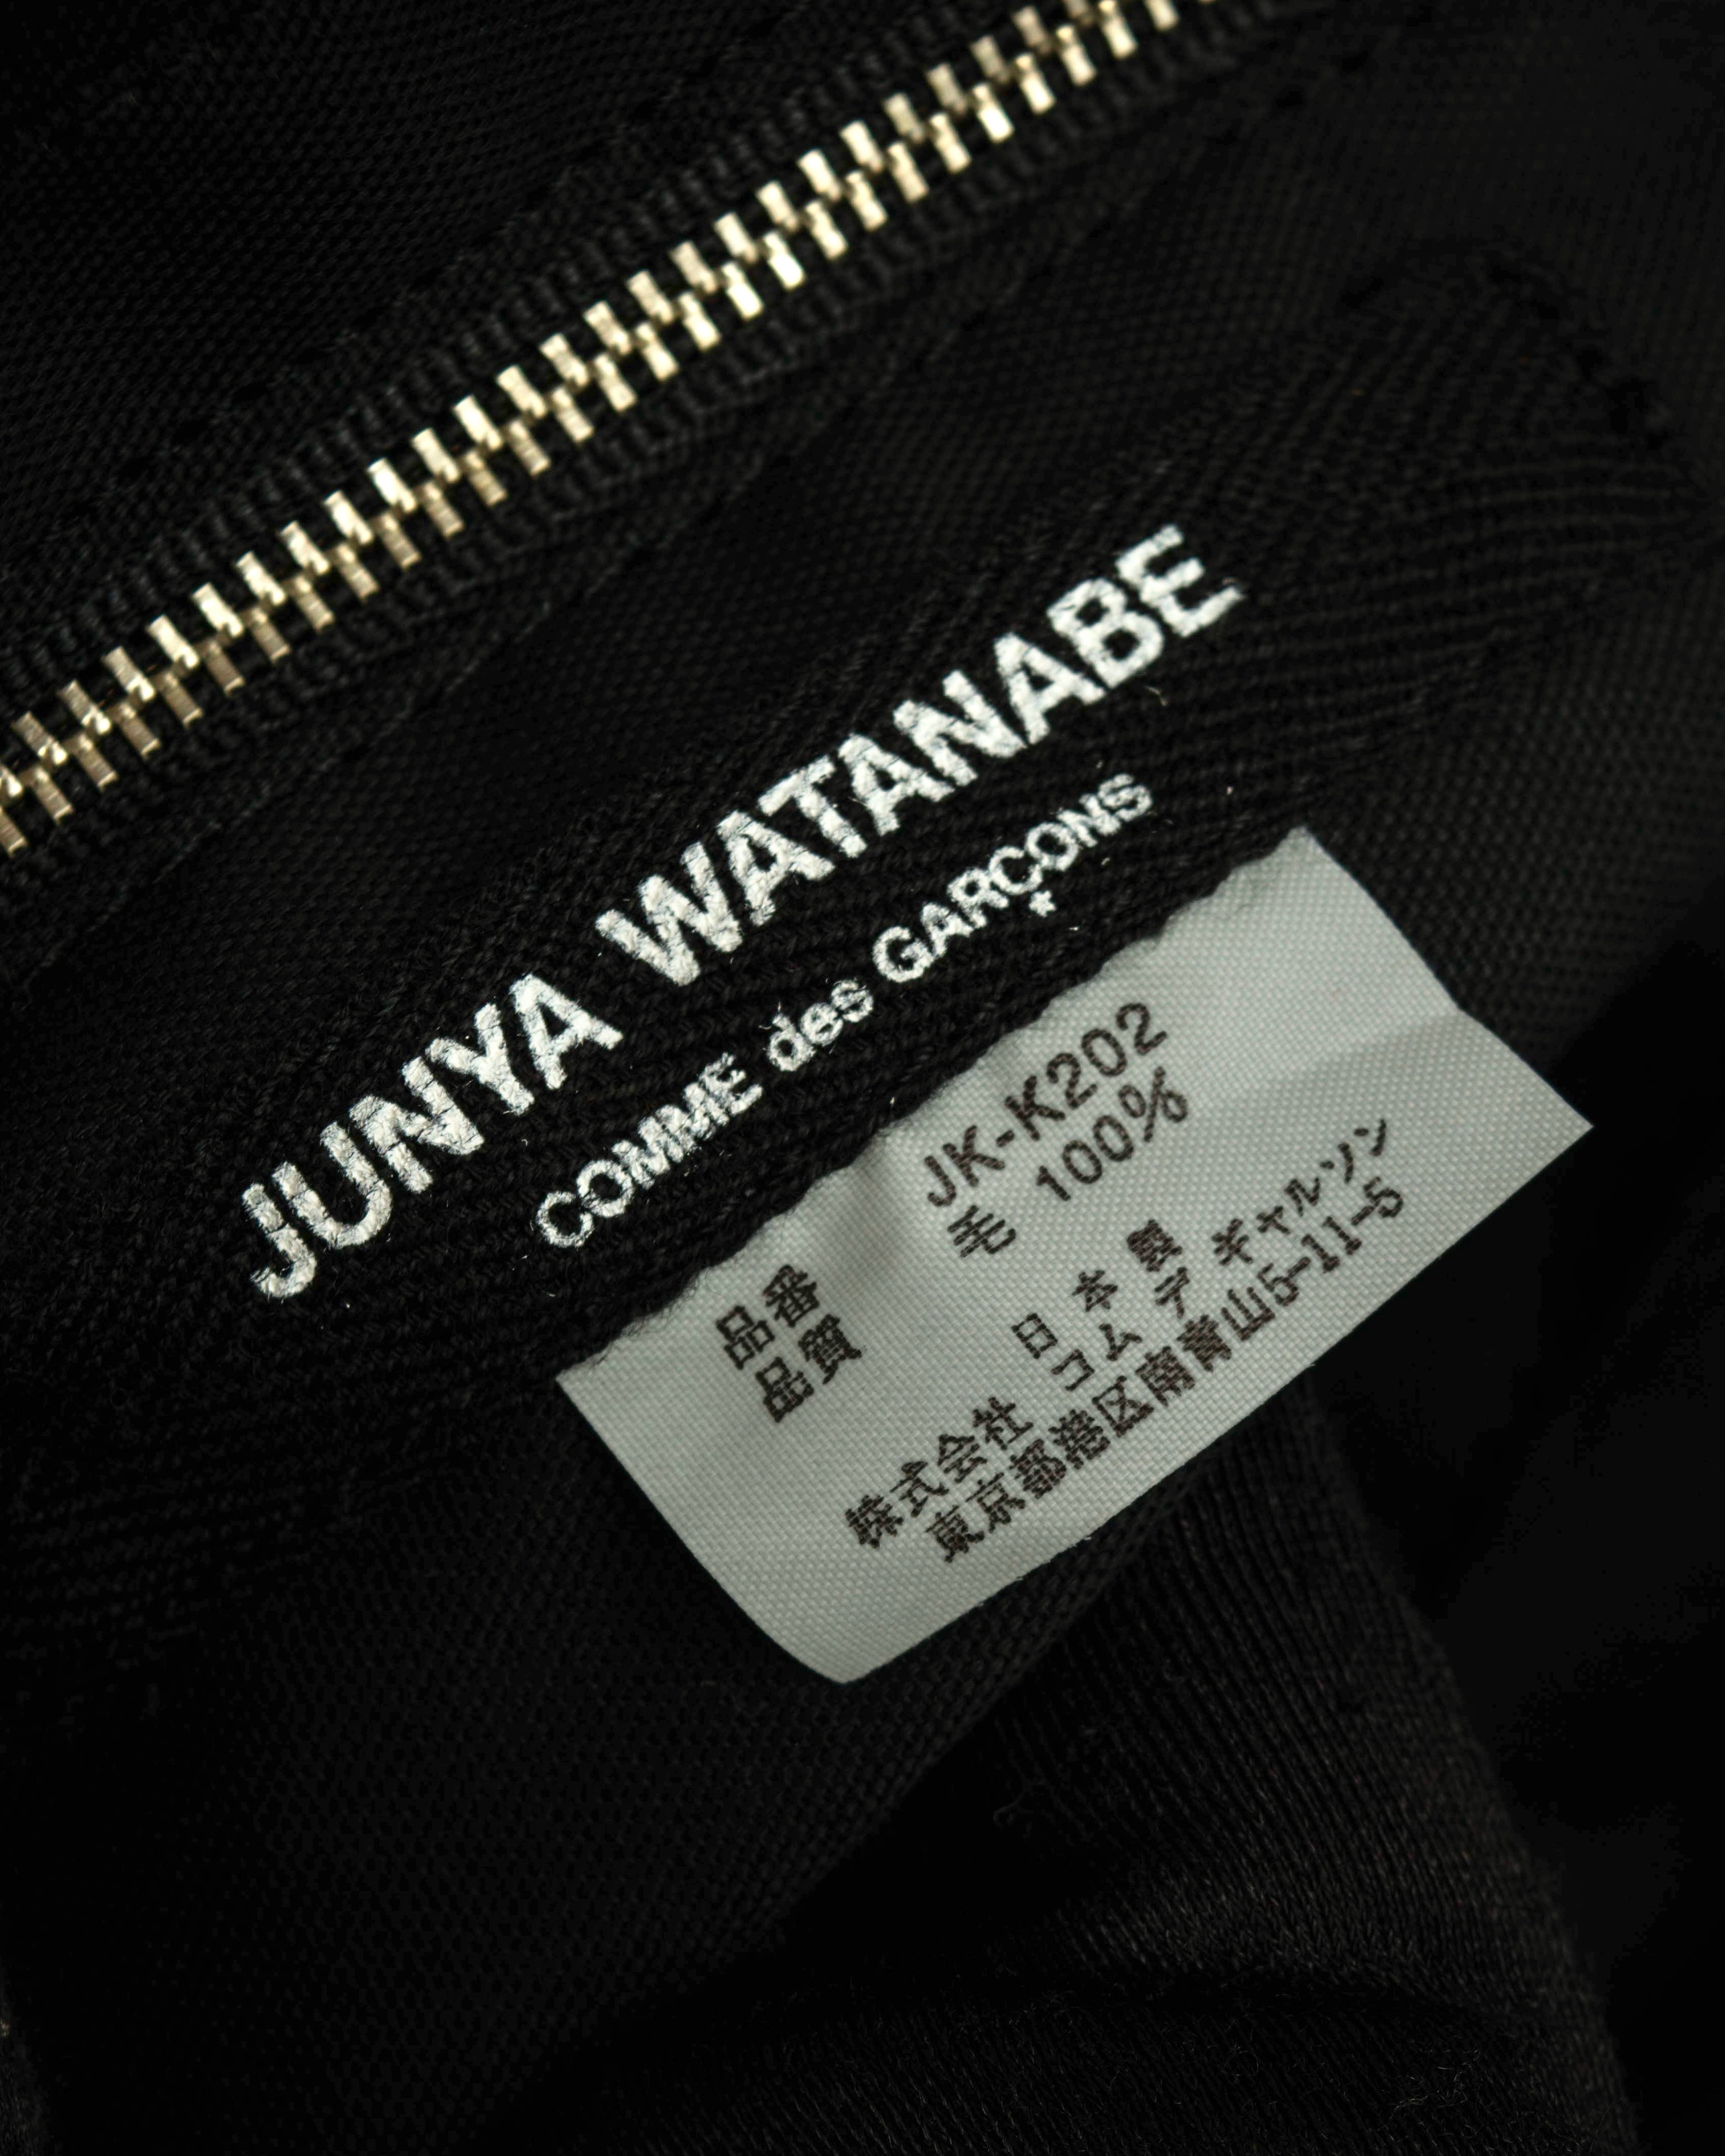 JUNYA WATANABE
COMME des GARÇONS
品番 JK-K202
品質 毛 100%
日本製
株式会社 コム デ ギャルソン
東京都港区南青山5-11-5